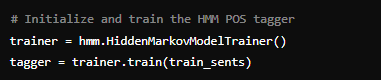 # Initialize and train the HMM POS tagger
trainer = hmm.HiddenMarkovModelTrainer()
tagger = trainer.train(train_sents)